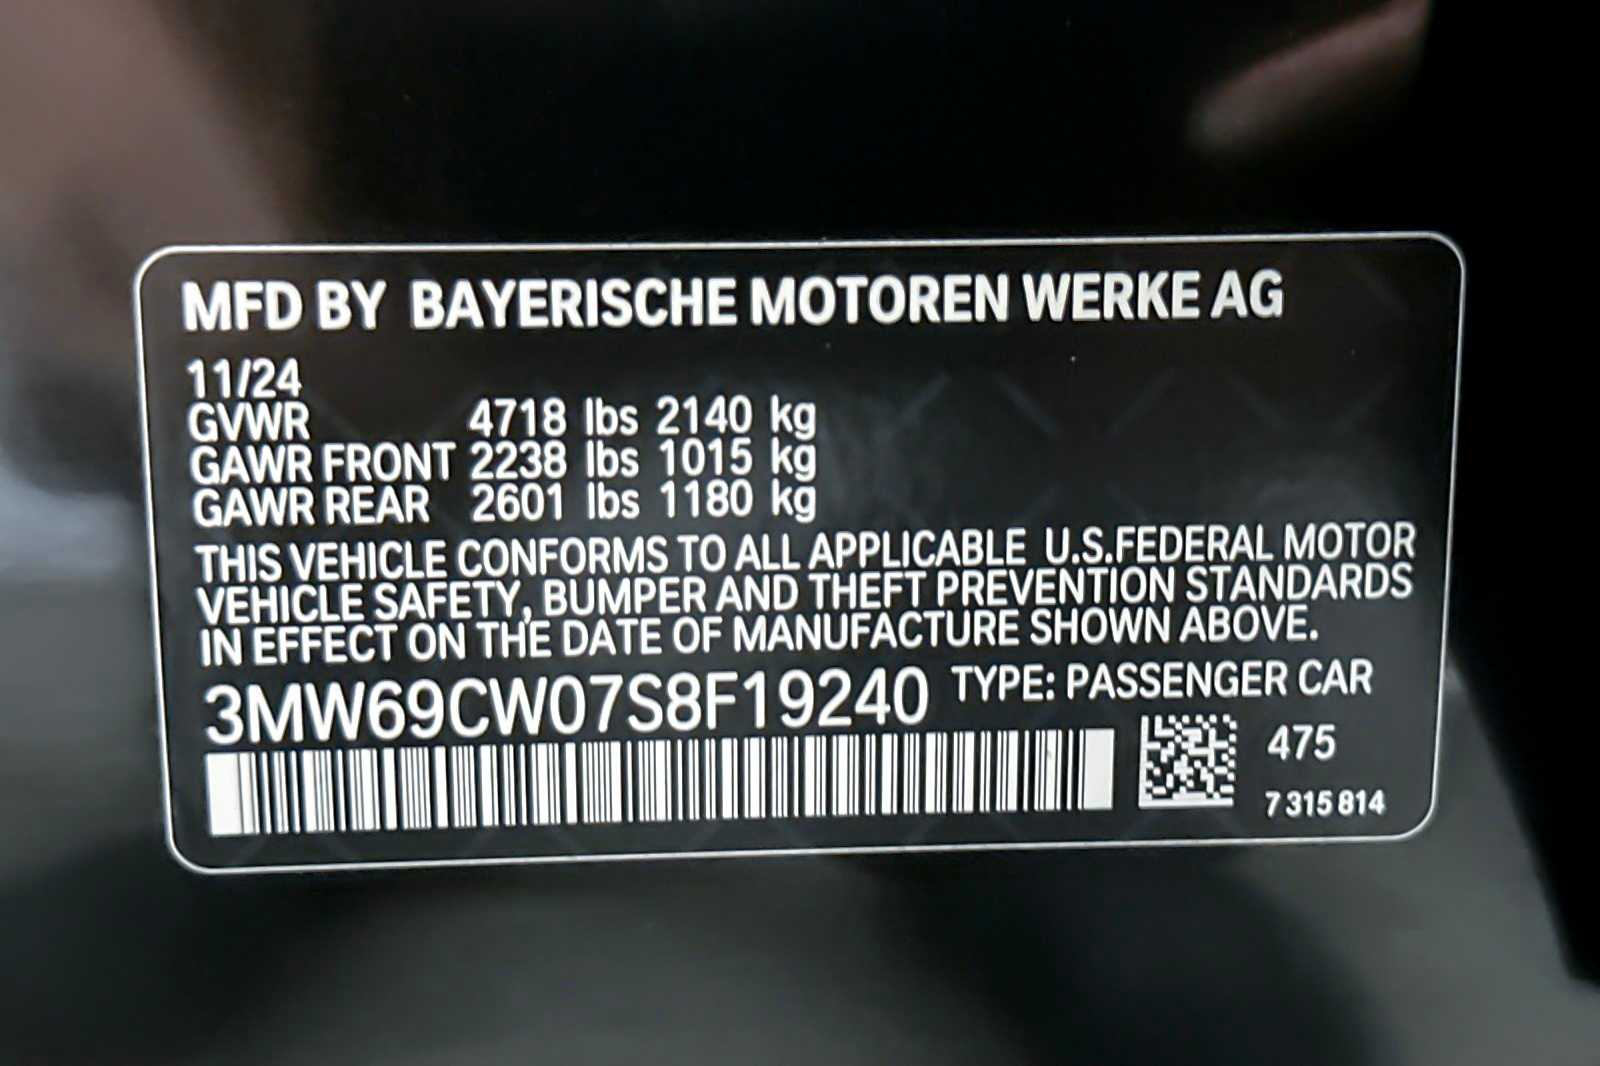 MFD BY BAYERISCHE MOTOREN WERKE AG
11/24
GVWR 4718 lbs 2140 kg
GAWR FRONT 2238 lbs 1015 kg
GAWR REAR 2601 lbs 1180 kg
THIS VEHICLE CONFORMS TO ALL APPLICABLE U.S.FEDERAL MOTOR
VEHICLE SAFETY, BUMPER AND THEFT PREVENTION STANDARDS
IN EFFECT ON THE DATE OF MANUFACTURE SHOWN ABOVE.
3MW69CW07S8F19240 TYPE: PASSENGER CAR
475
7 315 814